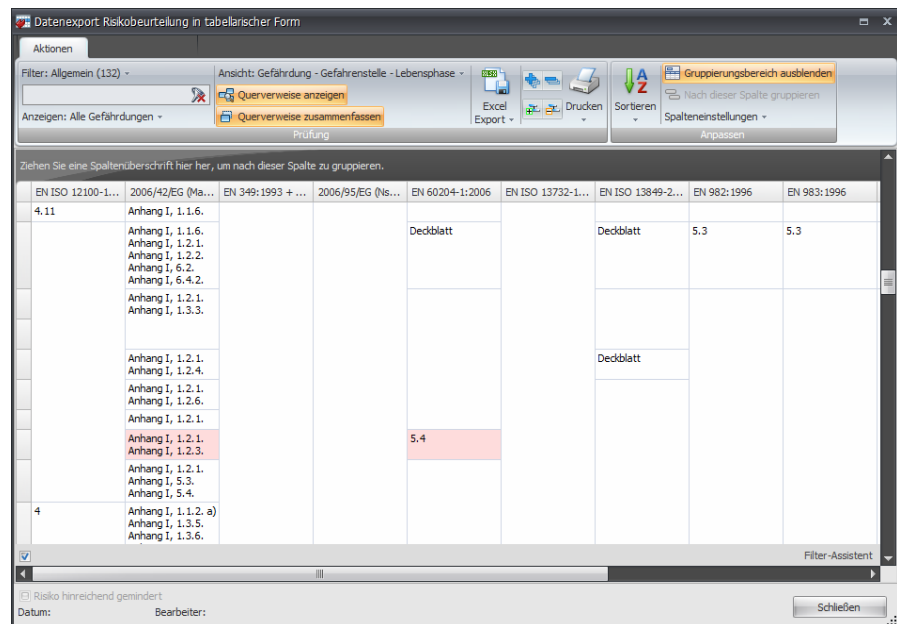 Datenexport Risikobeurteilung in tabellarischer Form
Aktionen
Filter: Allgemein (132)
Anzeigen: Alle Gefährdungen
Ansicht: Gefährdung - Gefahrenstelle - Lebensphase
Querverweise anzeigen
Querverweise zusammenfassen
Prüfung
Excel
Export
Drucken
Sortieren
Gruppierungsbereich ausblenden
Nach dieser Spalte gruppieren
Spalteneinstellungen
Anpassen
Ziehen Sie eine Spaltenüberschrift hier her, um nach dieser Spalte zu gruppieren.
EN ISO 12100-1... 2006/42/EG (Ma... EN 349:1993 + ... 2006/95/EG (Ns... EN 60204-1:2006 EN ISO 13732-1... EN ISO 13849-2... EN 982:1996 EN 983:1996
4.11 Anhang I, 1.1.6.
Anhang I, 1.1.6. Deckblatt Deckblatt 5.3 5.3
Anhang I, 1.2.1.
Anhang I, 1.2.2.
Anhang I, 6.2.
Anhang I, 6.4.2.
Anhang I, 1.2.1.
Anhang I, 1.3.3.
Anhang I, 1.2.1. Deckblatt
Anhang I, 1.2.4.
Anhang I, 1.2.1.
Anhang I, 1.2.6.
Anhang I, 1.2.1.
Anhang I, 1.2.1. 5.4
Anhang I, 1.2.3.
Anhang I, 1.2.1.
Anhang I, 5.3.
Anhang I, 5.4.
4 Anhang I, 1.1.2. a)
Anhang I, 1.3.5.
Anhang I, 1.3.6.
Filter-Assistent
Risiko hinreichend gemindert
Datum: Bearbeiter:
Schließen